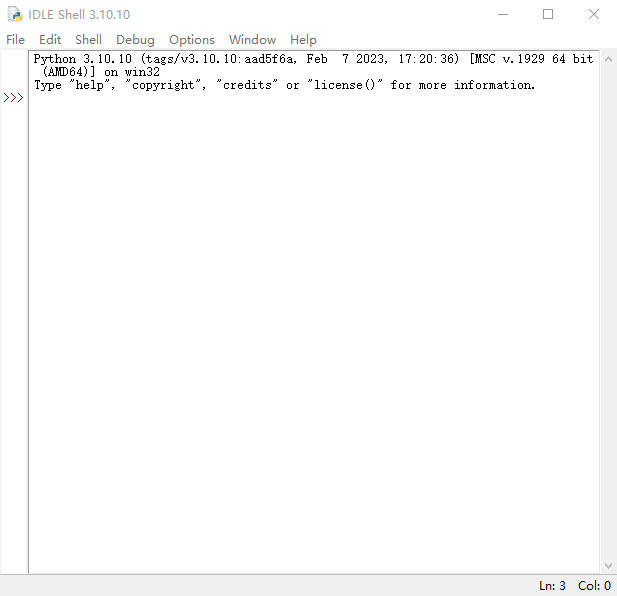 IDLE Shell 3.10.10
File Edit Shell Debug Options Window Help
Python 3.10.10 (tags/v3.10.10:aad5f6a, Feb  7 2023, 17:20:36) [MSC v.1929 64 bit
(AMD64)] on win32
Type "help", "copyright", "credits" or "license()" for more information.
>>>
Ln: 3 Col: 0